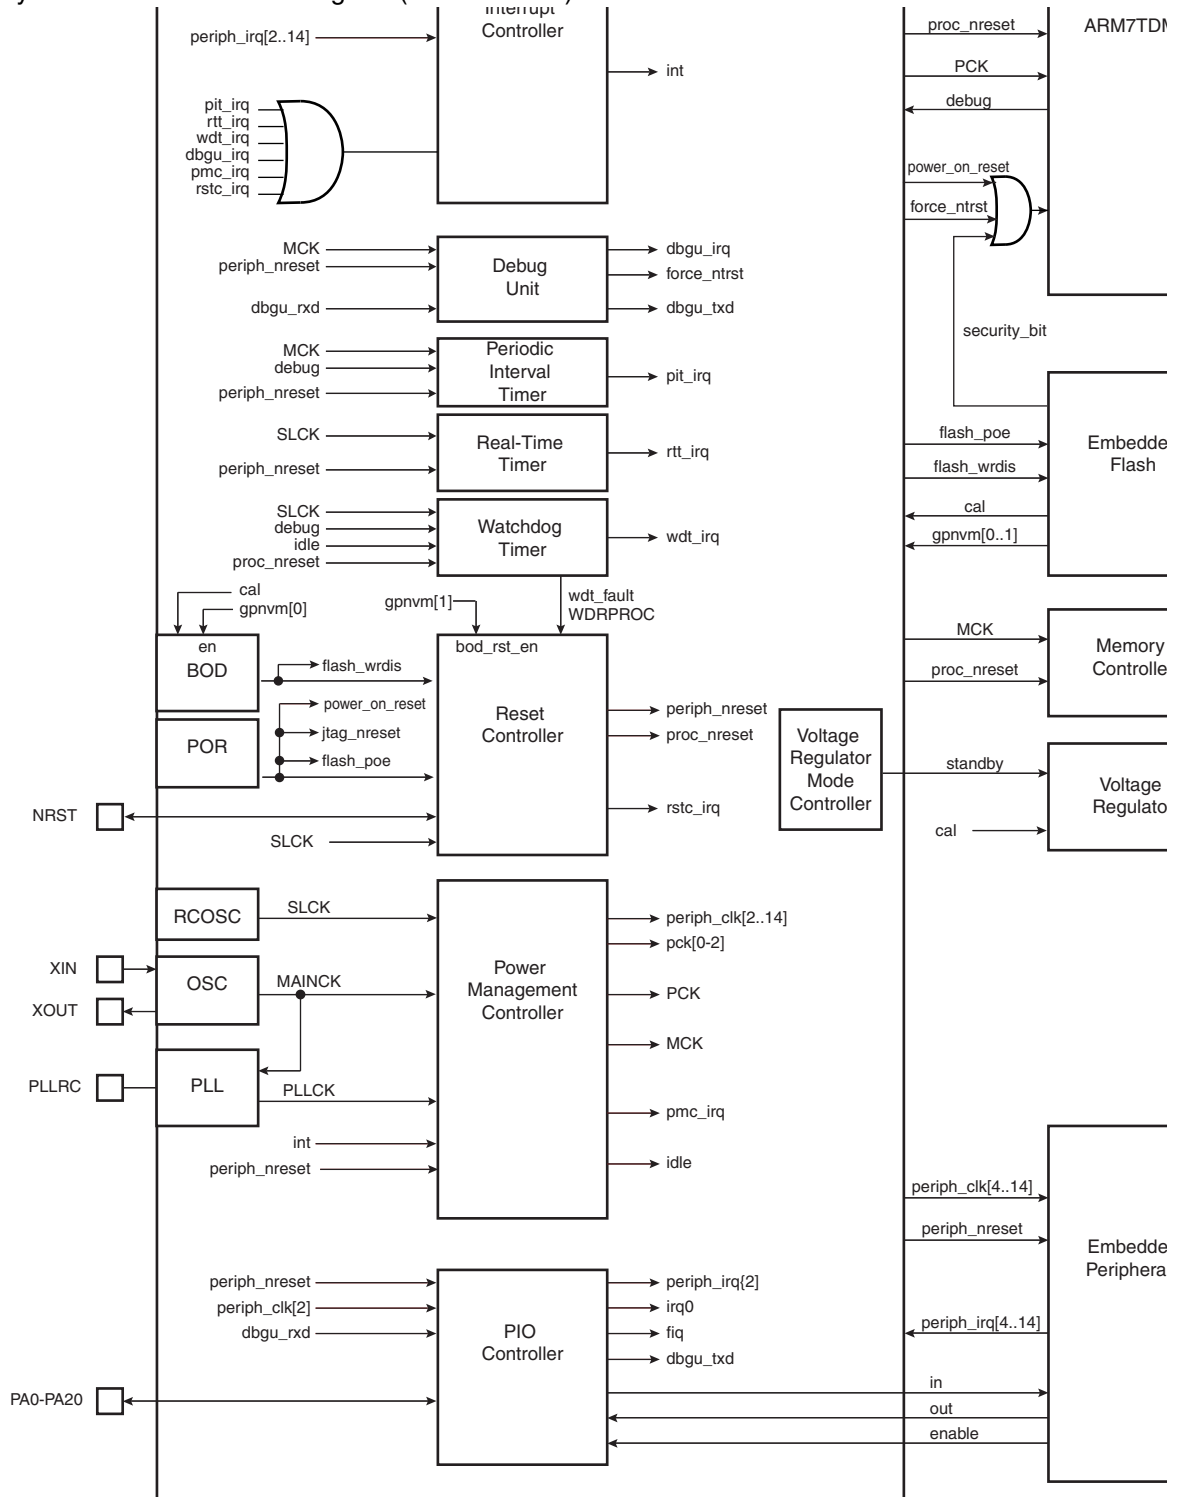 Controller
periph_irq[2..14]
int
pit_irq
rtt_irq
wdt_irq
dbgu_irq
pmc_irq
rstc_irq
proc_nreset
PCK
debug
power_on_reset
force_ntrst
security_bit
MCK
periph_nreset
dbgu_rxd
Debug
Unit
dbgu_irq
force_ntrst
dbgu_txd
MCK
debug
periph_nreset
Periodic
Interval
Timer
pit_irq
SLCK
periph_nreset
Real-Time
Timer
rtt_irq
flash_poe
flash_wrdis
cal
gpnvm[0..1]
Flash
SLCK
debug
idle
proc_nreset
Watchdog
Timer
wdt_irq
cal
gpnvm[0]
gpnvm[1]
wdt_fault
WDRPROC
en
BOD
bod_rst_en
flash_wrdis
power_on_reset
jtag_nreset
flash_poe
POR
Reset
Controller
periph_nreset
proc_nreset
rstc_irq
NRST
SLCK
MCK
proc_nreset
Memory
Voltage
Regulator
Mode
Controller
standby
cal
Voltage
RCOSC
SLCK
XIN
XOUT
OSC
MAINCK
PLLRC
PLL
PLLCK
int
periph_nreset
Power
Management
Controller
periph_clk[2..14]
pck[0-2]
PCK
MCK
pmc_irq
idle
periph_clk[4..14]
periph_nreset
periph_irq[4..14]
periph_nreset
periph_clk[2]
dbgu_rxd
PIO
Controller
periph_irq{2]
irq0
fiq
dbgu_txd
PA0-PA20
in
out
enable